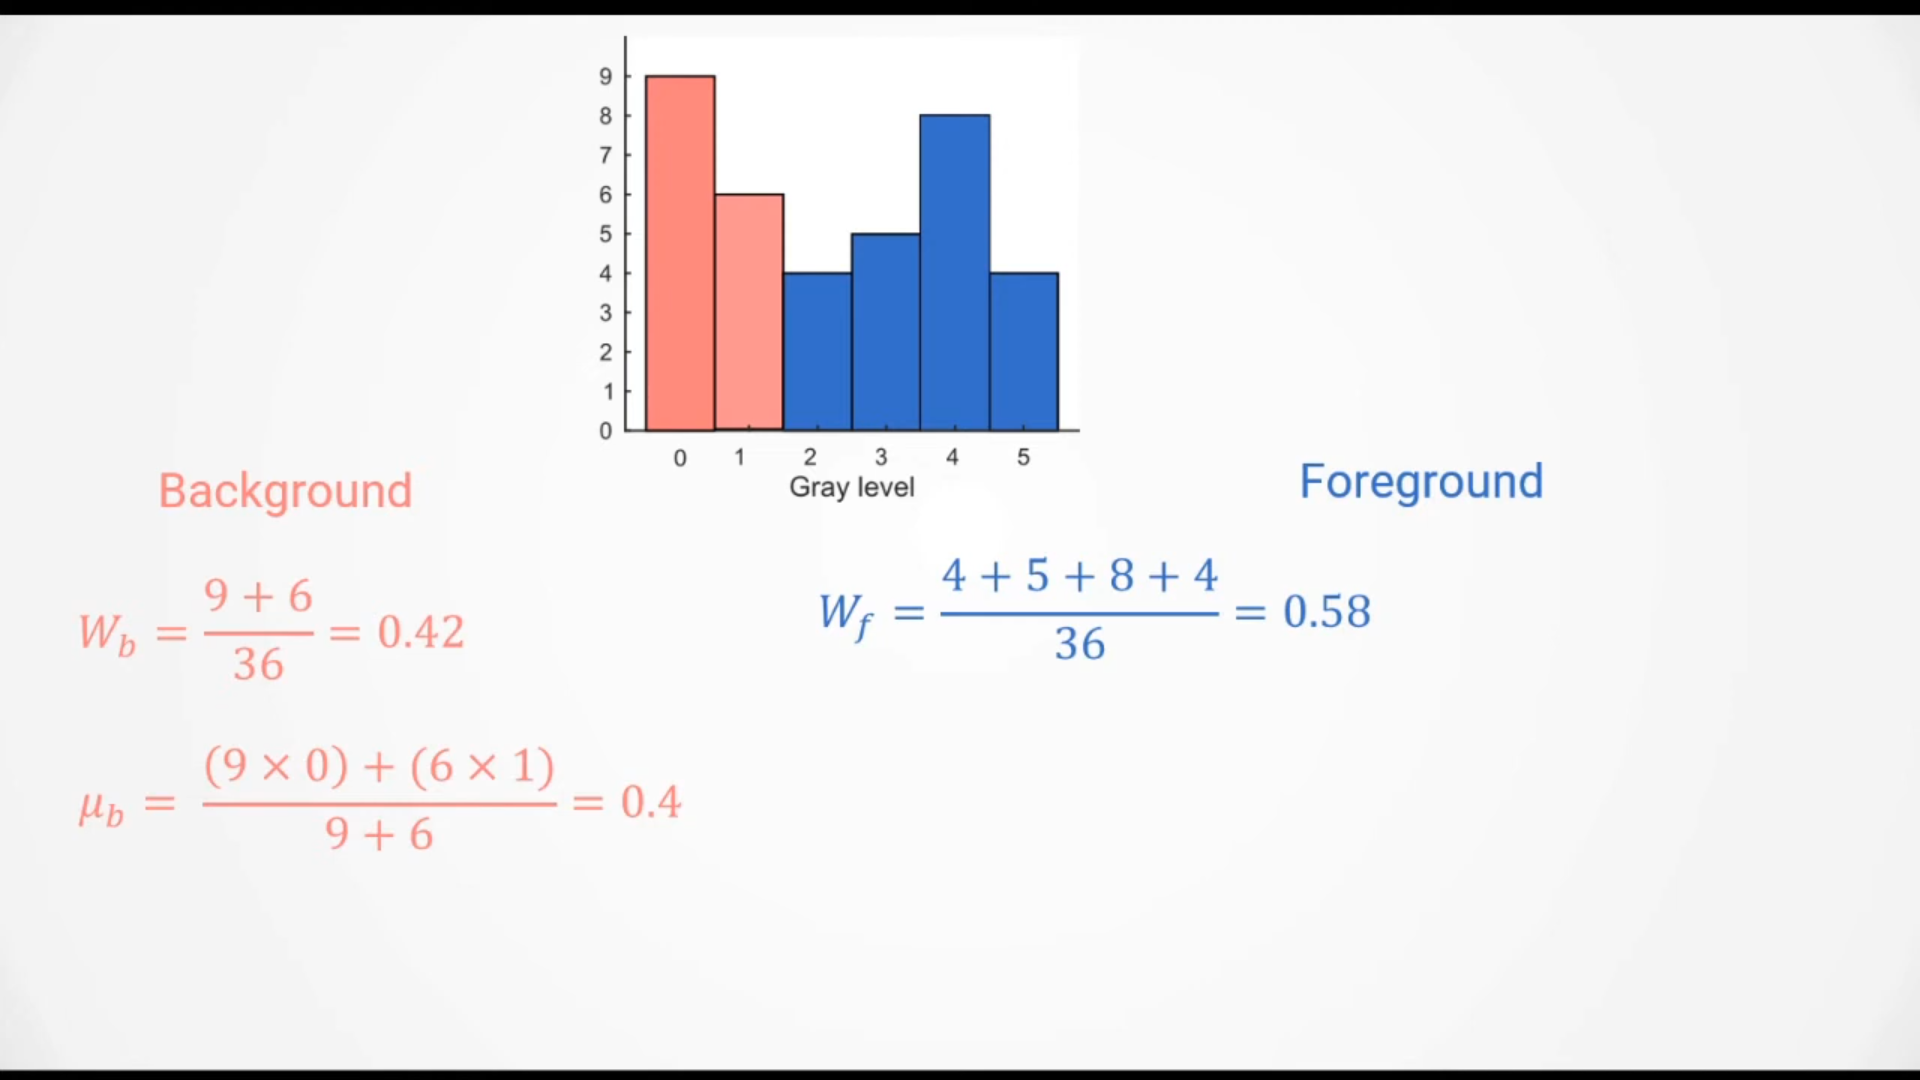 9
8
7
6
5
4
3
2
1
0
0 1 2 3 4 5
Gray level
Background
Foreground
W_b = (9 + 6)/36 = 0.42
W_f = (4 + 5 + 8 + 4)/36 = 0.58
μ_b = ((9 × 0) + (6 × 1))/(9 + 6) = 0.4